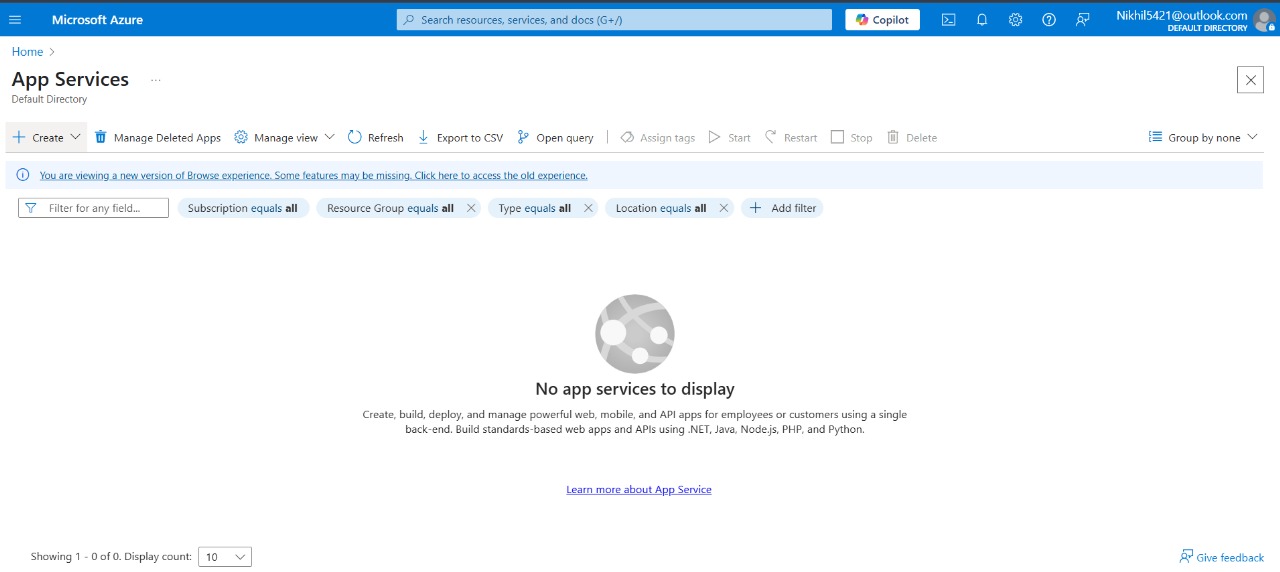 Microsoft Azure
Search resources, services, and docs (G+/)
Copilot
Nikhil5421@outlook.com
DEFAULT DIRECTORY
Home
App Services
...
Default Directory
Create
Manage Deleted Apps
Manage view
Refresh
Export to CSV
Open query
Assign tags
Start
Restart
Stop
Delete
Group by none
You are viewing a new version of Browse experience. Some features may be missing. Click here to access the old experience.
Filter for any field...
Subscription equals all
Resource Group equals all
Type equals all
Location equals all
Add filter
No app services to display
Create, build, deploy, and manage powerful web, mobile, and API apps for employees or customers using a single
back-end. Build standards-based web apps and APIs using .NET, Java, Node.js, PHP, and Python.
Learn more about App Service
Showing 1 - 0 of 0. Display count:
10
Give feedback